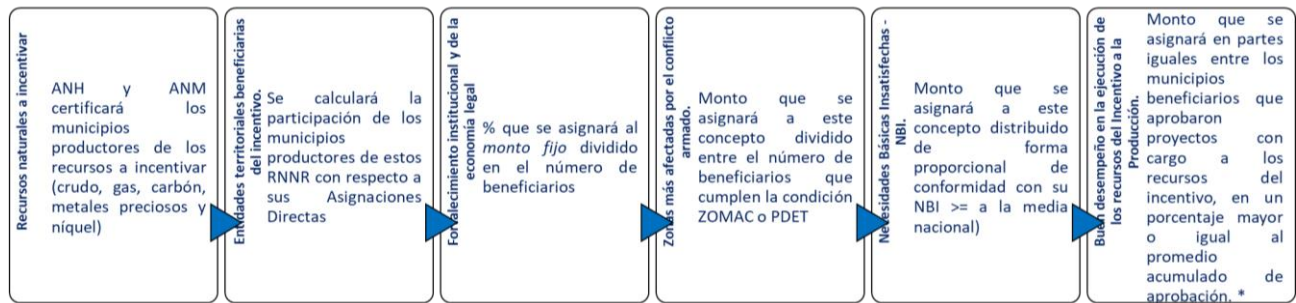 Recursos naturales a incentivar
ANH y ANM
certificará los
municipios
productores de los
recursos a incentivar
(crudo, gas, carbón,
metales preciosos y
níquel)
Entidades territoriales beneficiarias
del incentivo.
Se calculará la
participación de los
municipios
productores de estos
RNNR con respecto a
sus Asignaciones
Directas
Fortalecimiento institucional y de la
economía legal
% que se asignará al
monto fijo dividido
en el número de
beneficiarios
Zonas más afectadas por el conflicto
armado.
Monto que se
asignará a este
concepto dividido
entre el número de
beneficiarios que
cumplen la condición
ZOMAC o PDET
Necesidades Básicas Insatisfechas -
NBI.
Monto que se
asignará a este
concepto distribuido
de forma
proporcional de
conformidad con su
NBI >= a la media
nacional)
Buen desempeño en la ejecución de
los recursos del Incentivo a la
Producción.
Monto que se
asignará en partes
iguales entre los
municipios
beneficiarios que
aprobaron
proyectos con
cargo a los
recursos del
incentivo, en un
porcentaje mayor
o igual al
promedio
acumulado de
aprobación. *